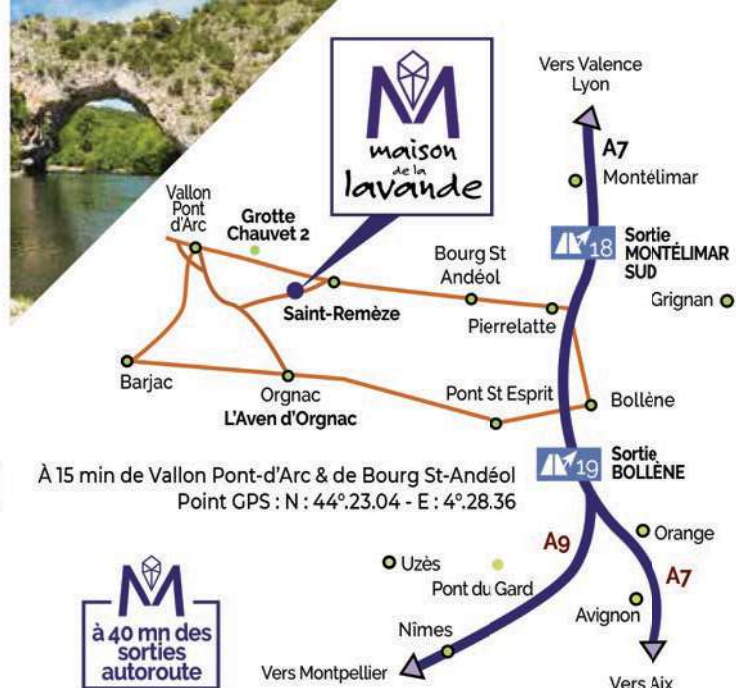 Vers Valence
Lyon
M
maison
de la
lavande
A7
Montélimar
Vallon
Pont
d'Arc
Grotte
Chauvet 2
18
Sortie
MONTÉLIMAR
SUD
Bourg St
Andéol
Grignan
Saint-Remèze
Pierrelatte
Barjac
Orgnac
L'Aven d'Orgnac
Pont St Esprit
Bollène
19
Sortie
BOLLÈNE
À 15 min de Vallon Pont-d'Arc & de Bourg St-Andéol
Point GPS : N : 44°.23.04 - E : 4°.28.36
A9
Orange
Uzès
Pont du Gard
A7
Avignon
M
à 40 mn des
sorties
autoroute
Nîmes
Vers Montpellier
Vers Aix